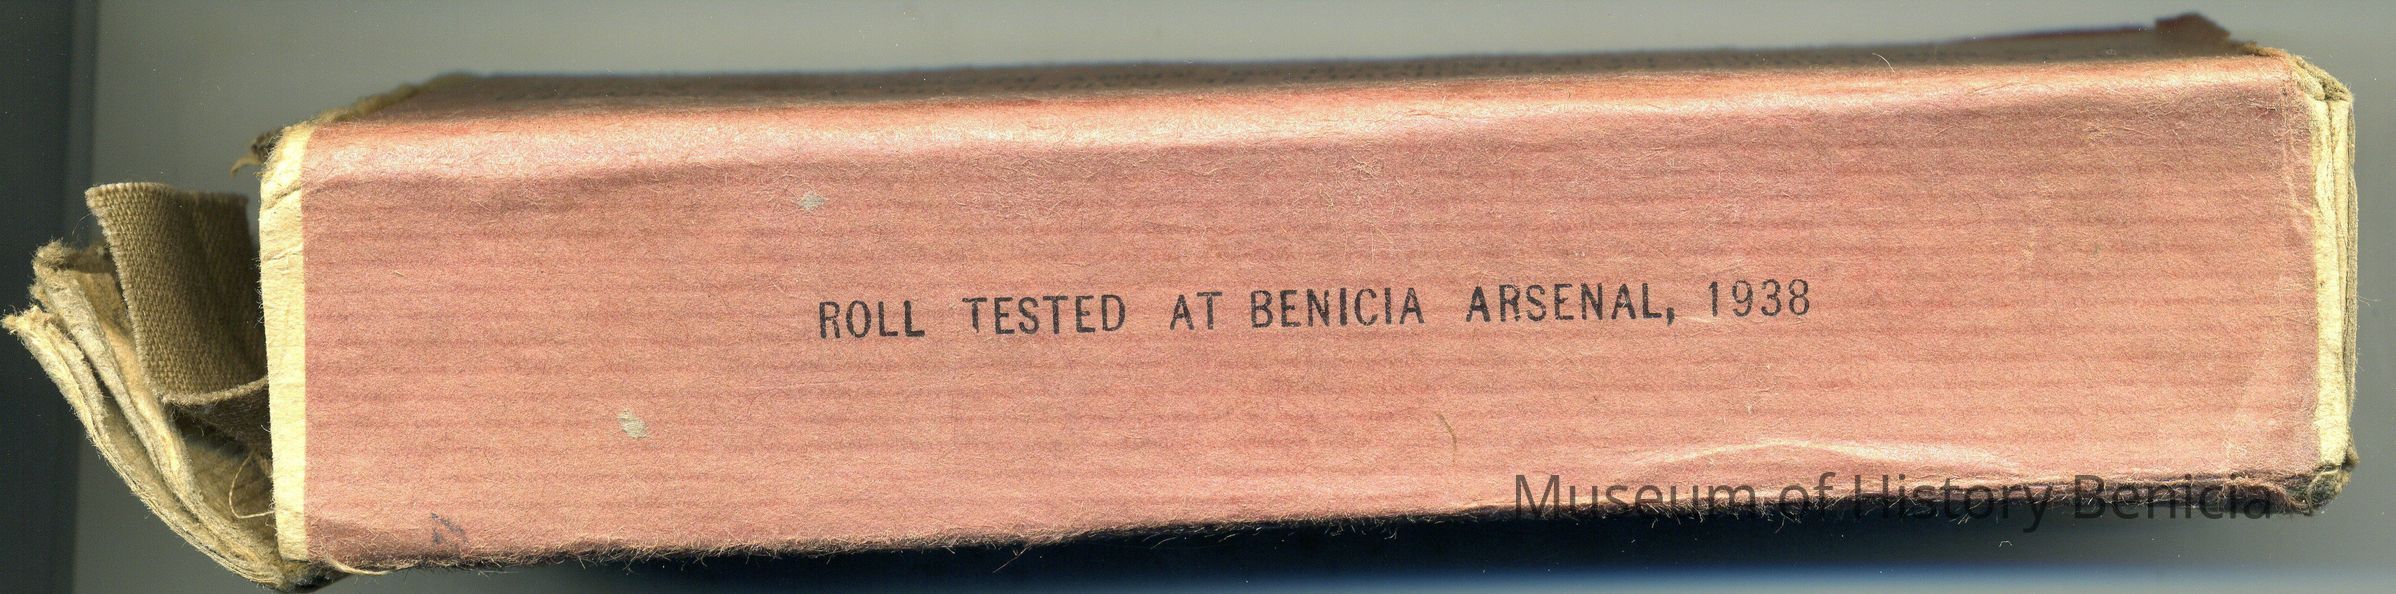 ROLL TESTED AT BENICIA ARSENAL, 1938
Museum of History Benicia